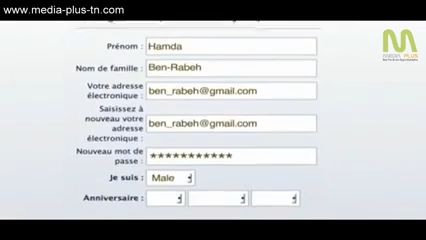 www.media-plus-tn.com
MEDIA PLUS
Prénom : Hamda
Nom de famille : Ben-Rabeh
Votre adresse électronique : ben_rabeh@gmail.com
Saisissez à nouveau votre adresse électronique : ben_rabeh@gmail.com
Nouveau mot de passe : ***********
Je suis : Male
Anniversaire :